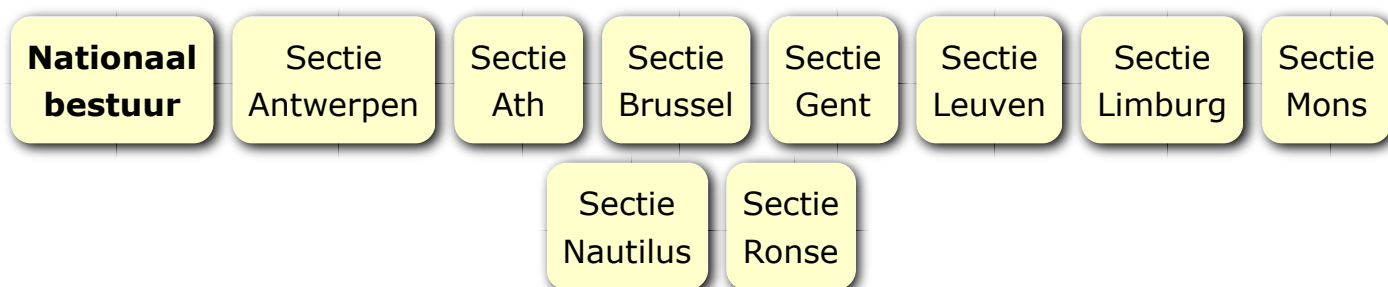 Nationaal
bestuur
Sectie
Antwerpen
Sectie
Ath
Sectie
Brussel
Sectie
Gent
Sectie
Leuven
Sectie
Limburg
Sectie
Mons
Sectie
Nautilus
Sectie
Ronse